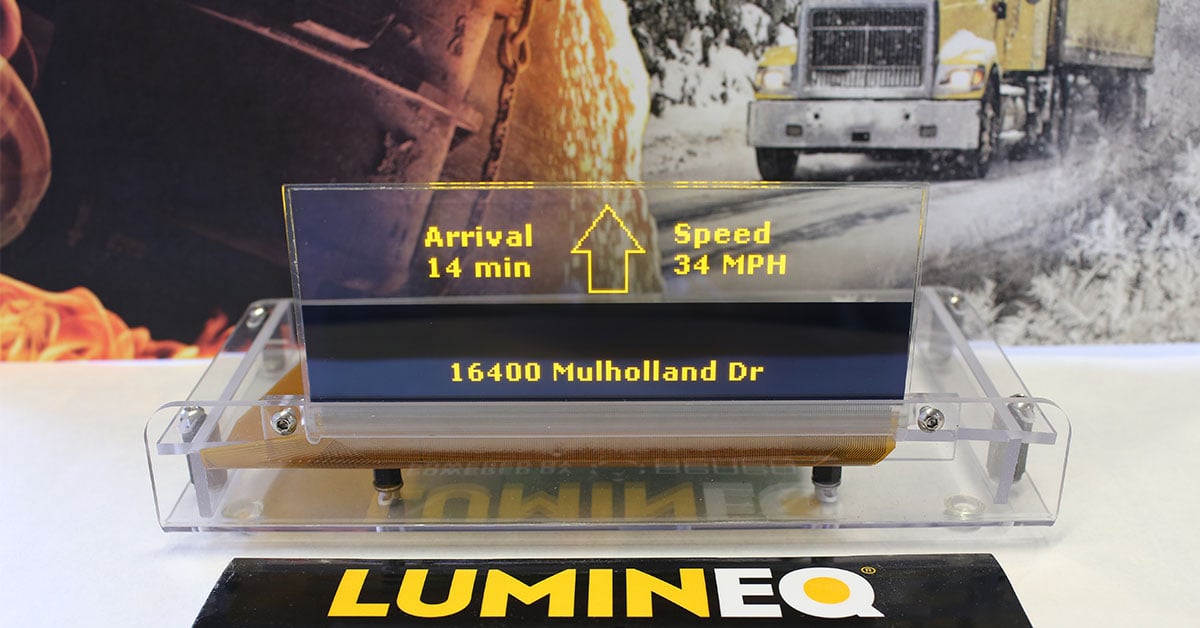 Arrival
14 min
Speed
34 MPH
16400 Mulholland Dr
LUMINEQ®